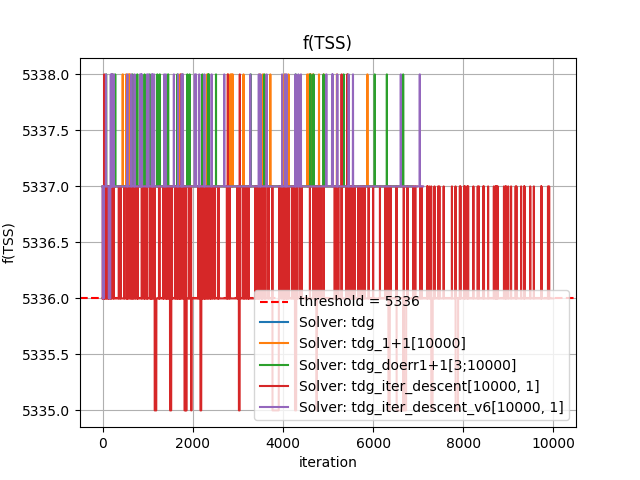 f(TSS)
5338.0
5337.5
5337.0
5336.5
5336.0
5335.5
5335.0
f(TSS)
threshold = 5336
Solver: tdg
Solver: tdg_1+1[10000]
Solver: tdg_doerr1+1[3;10000]
Solver: tdg_iter_descent[10000, 1]
Solver: tdg_iter_descent_v6[10000, 1]
0 2000 4000 6000 8000 10000
iteration